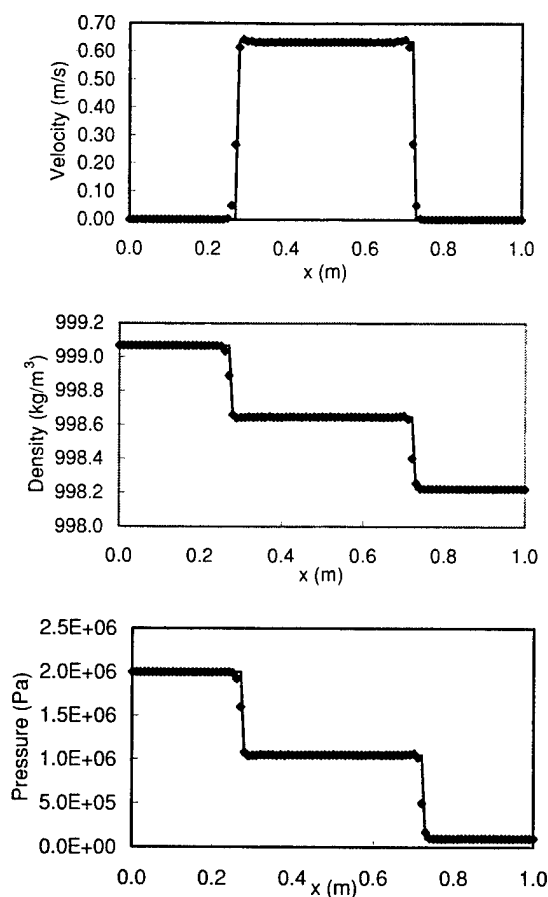 0.70
0.60
0.50
0.40
0.30
0.20
0.10
0.00
Velocity (m/s)
0.0 0.2 0.4 0.6 0.8 1.0
x (m)
999.2
999.0
998.8
998.6
998.4
998.2
998.0
Density (kg/m³)
0.0 0.2 0.4 0.6 0.8 1.0
x (m)
2.5E+06
2.0E+06
1.5E+06
1.0E+06
5.0E+05
0.0E+00
Pressure (Pa)
0.0 0.2 0.4 0.6 0.8 1.0
x (m)